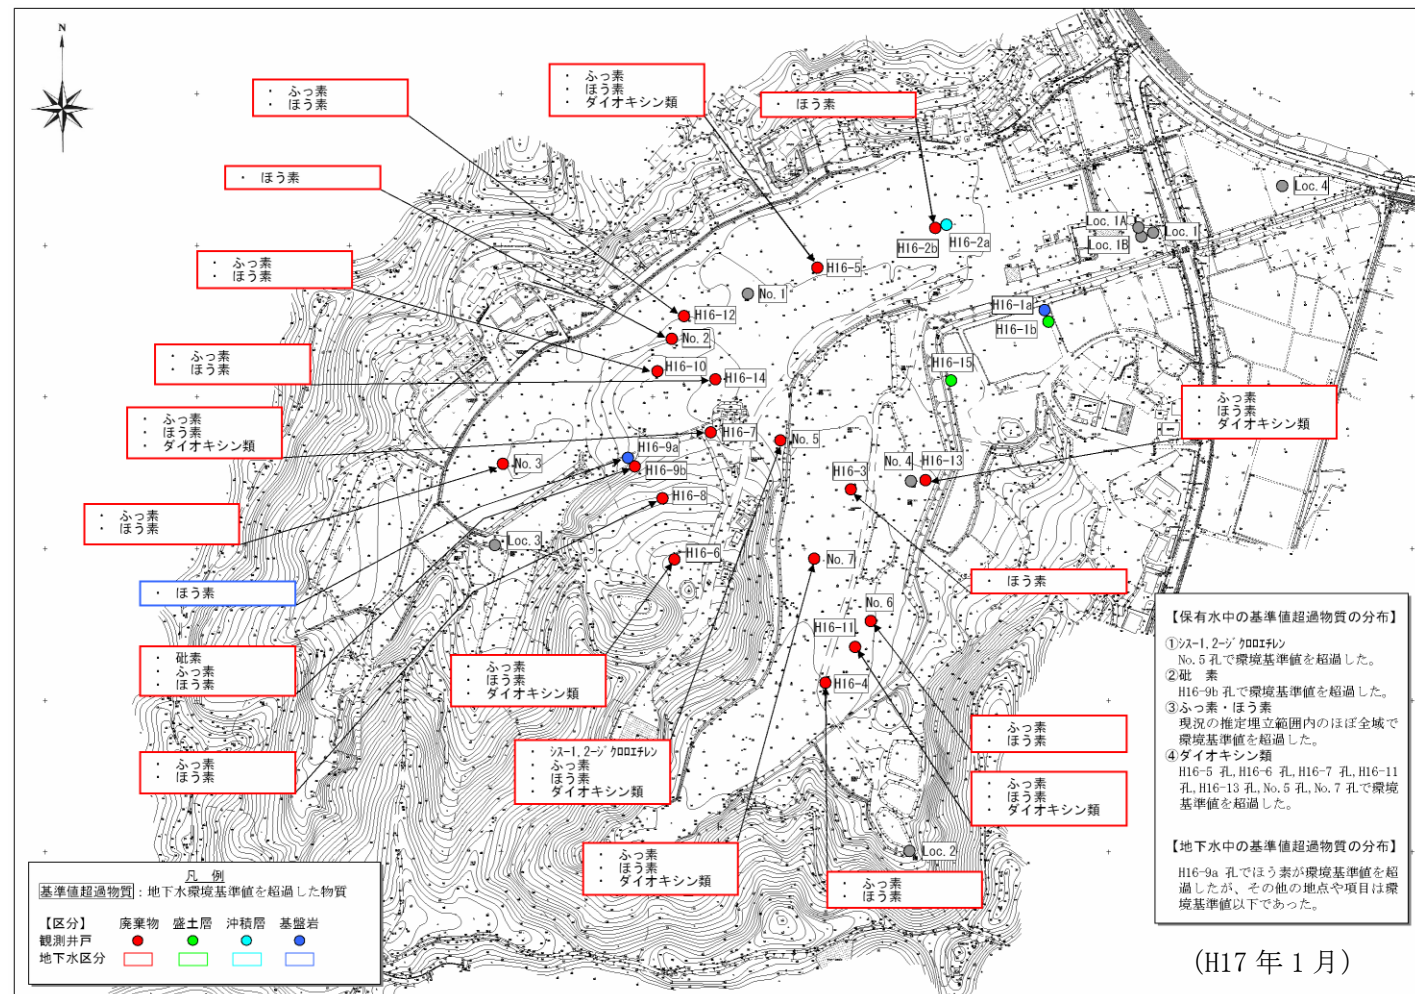 N
・ ふっ素
・ ほう素
・ ふっ素
・ ほう素
・ ダイオキシン類
・ ほう素
・ ほう素
・ ふっ素
・ ほう素
・ ふっ素
・ ほう素
・ ふっ素
・ ほう素
・ ダイオキシン類
・ ふっ素
・ ほう素
・ ほう素
・ 砒素
・ ふっ素
・ ほう素
・ ふっ素
・ ほう素
・ ふっ素
・ ほう素
・ ダイオキシン類
・ シス-1,2-ジクロロエチレン
・ ふっ素
・ ほう素
・ ダイオキシン類
・ ふっ素
・ ほう素
・ ダイオキシン類
・ ふっ素
・ ほう素
・ ふっ素
・ ほう素
・ ダイオキシン類
・ ふっ素
・ ほう素
・ ほう素
・ ふっ素
・ ほう素
・ ダイオキシン類
Loc. 4
Loc. 1A
Loc. 1
Loc. 1B
H16-2b
H16-2a
H16-5
No. 1
H16-1a
H16-1b
H16-12
No. 2
H16-15
H16-10
H16-14
H16-7
No. 5
H16-9a
H16-9b
No. 3
H16-3
No. 4
H16-13
H16-8
Loc. 3
H16-6
No. 7
No. 6
H16-11
H16-4
Loc. 2
【保有水中の基準値超過物質の分布】
①シス-1,2-ジクロロエチレン
No.5 孔で環境基準値を超過した。
②砒 素
H16-9b 孔で環境基準値を超過した。
③ふっ素・ほう素
現況の推定埋立範囲内のほぼ全域で
環境基準値を超過した。
④ダイオキシン類
H16-5 孔,H16-6 孔,H16-7 孔,H16-11
孔,H16-13 孔,No.5 孔,No.7 孔で環境
基準値を超過した。
【地下水中の基準値超過物質の分布】
H16-9a 孔でほう素が環境基準値を超
過したが、その他の地点や項目は環
境基準値以下であった。
凡 例
基準値超過物質：地下水環境基準値を超過した物質
【区分】 廃棄物 盛土層 沖積層 基盤岩
観測井戸
地下水区分
(H17 年 1 月)